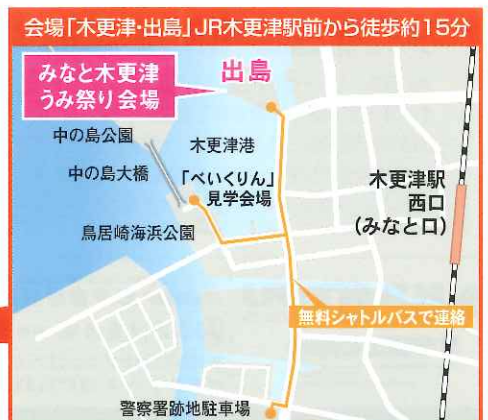 会場「木更津・出島」JR木更津駅前から徒歩約15分
みなと木更津
うみ祭り会場
出島
中の島公園
木更津港
中の島大橋
「べいくりん」
見学会場
木更津駅
西口
(みなと口)
鳥居崎海浜公園
無料シャトルバスで連絡
警察署跡地駐車場